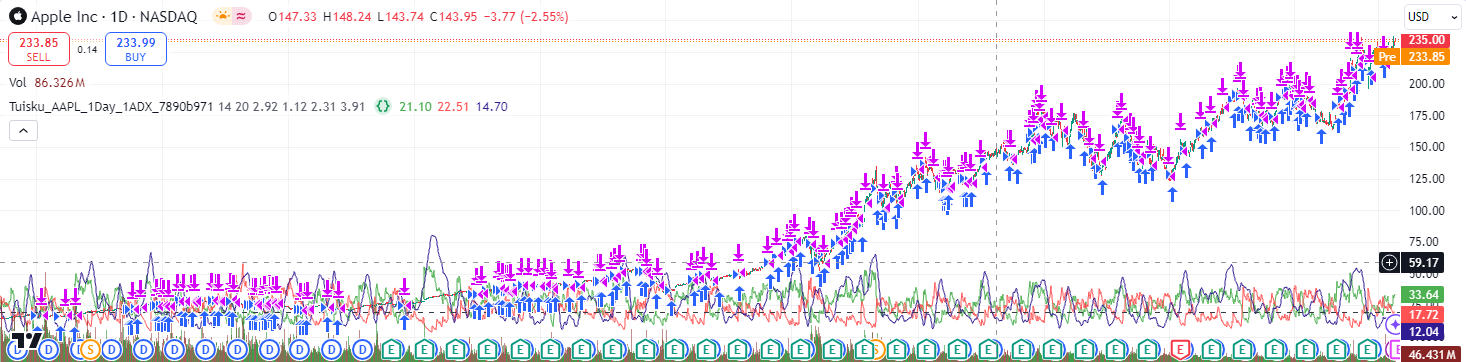 Apple Inc · 1D · NASDAQ O147.33 H148.24 L143.74 C143.95 −3.77 (−2.55%) USD
233.85 0.14 233.99
SELL BUY
Vol 86.326M
Tuisku_AAPL_1Day_1ADX_7890b971 14 20 2.92 1.12 2.31 3.91 21.10 22.51 14.70
235.00
Pre 233.85
200.00
175.00
150.00
125.00
100.00
75.00
59.17
50.00
33.64
17.72
12.04
46.431M
D D S D D D D D D D D D E E E E E E E E E E E E E E E S E E E E E E E E E E E E E E E E E E E E E E E E